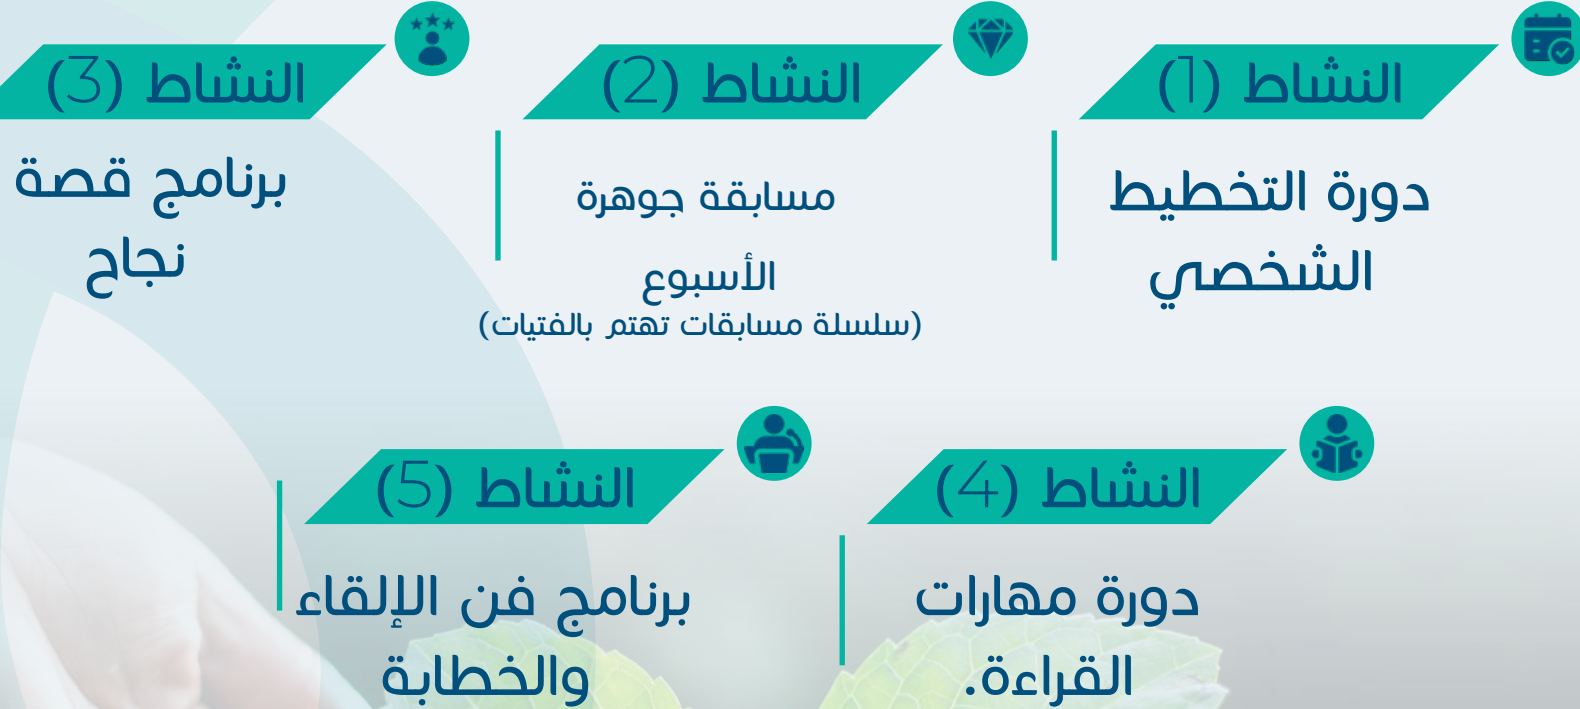 النشاط (1)
دورة التخطيط
الشخصي
النشاط (2)
مسابقة جوهرة
الأسبوع
(سلسلة مسابقات تهتم بالفتيات)
النشاط (3)
برنامج قصة
نجاح
النشاط (4)
دورة مهارات
القراءة.
النشاط (5)
برنامج فن الإلقاء
والخطابة